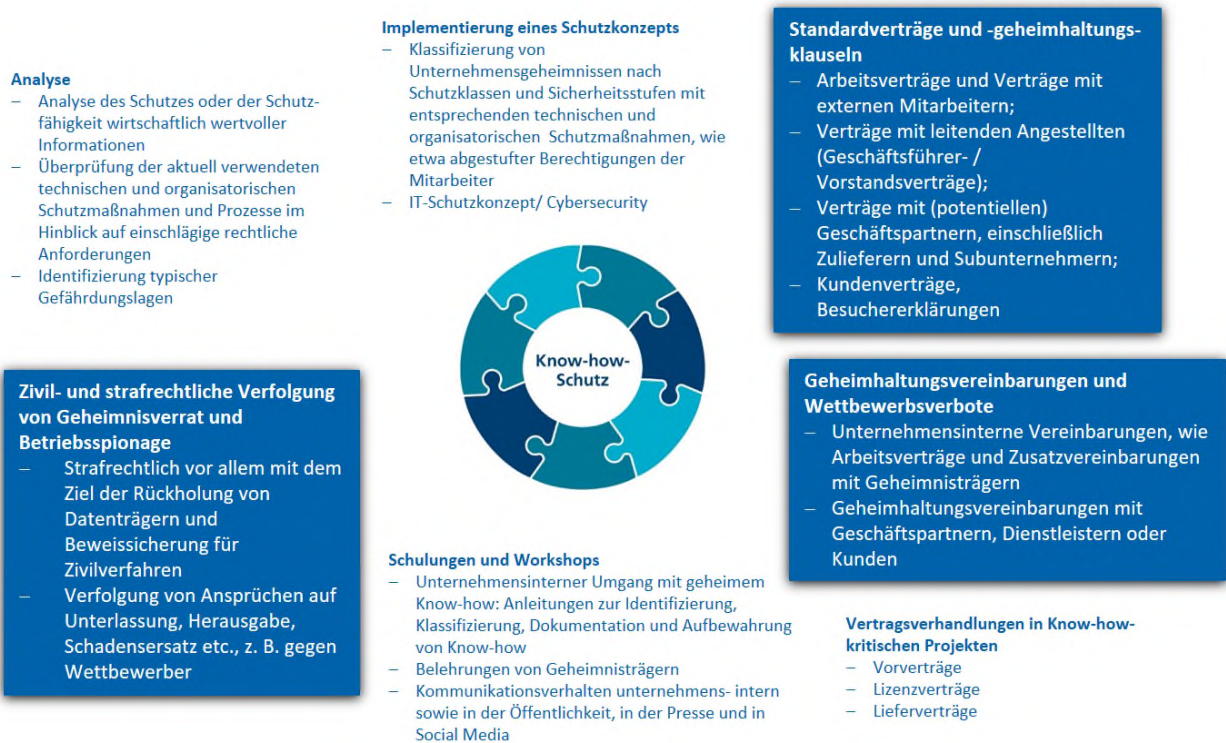 Analyse
– Analyse des Schutzes oder der Schutz-
fähigkeit wirtschaftlich wertvoller
Informationen
– Überprüfung der aktuell verwendeten
technischen und organisatorischen
Schutzmaßnahmen und Prozesse im
Hinblick auf einschlägige rechtliche
Anforderungen
– Identifizierung typischer
Gefährdungslagen
Implementierung eines Schutzkonzepts
– Klassifizierung von
Unternehmensgeheimnissen nach
Schutzklassen und Sicherheitsstufen mit
entsprechenden technischen und
organisatorischen Schutzmaßnahmen, wie
etwa abgestufter Berechtigungen der
Mitarbeiter
– IT-Schutzkonzept/ Cybersecurity
Standardverträge und -geheimhaltungs-
klauseln
– Arbeitsverträge und Verträge mit
externen Mitarbeitern;
– Verträge mit leitenden Angestellten
(Geschäftsführer- /
Vorstandsverträge);
– Verträge mit (potentiellen)
Geschäftspartnern, einschließlich
Zulieferern und Subunternehmern;
– Kundenverträge,
Besuchererklärungen
Know-how-
Schutz
Zivil- und strafrechtliche Verfolgung
von Geheimnisverrat und
Betriebsspionage
– Strafrechtlich vor allem mit dem
Ziel der Rückholung von
Datenträgern und
Beweissicherung für
Zivilverfahren
– Verfolgung von Ansprüchen auf
Unterlassung, Herausgabe,
Schadensersatz etc., z. B. gegen
Wettbewerber
Geheimhaltungsvereinbarungen und
Wettbewerbsverbote
– Unternehmensinterne Vereinbarungen, wie
Arbeitsverträge und Zusatzvereinbarungen
mit Geheimnisträgern
– Geheimhaltungsvereinbarungen mit
Geschäftspartnern, Dienstleistern oder
Kunden
Schulungen und Workshops
– Unternehmensinterner Umgang mit geheimem
Know-how: Anleitungen zur Identifizierung,
Klassifizierung, Dokumentation und Aufbewahrung
von Know-how
– Belehrungen von Geheimnisträgern
– Kommunikationsverhalten unternehmens- intern
sowie in der Öffentlichkeit, in der Presse und in
Social Media
Vertragsverhandlungen in Know-how-
kritischen Projekten
– Vorverträge
– Lizenzverträge
– Lieferverträge